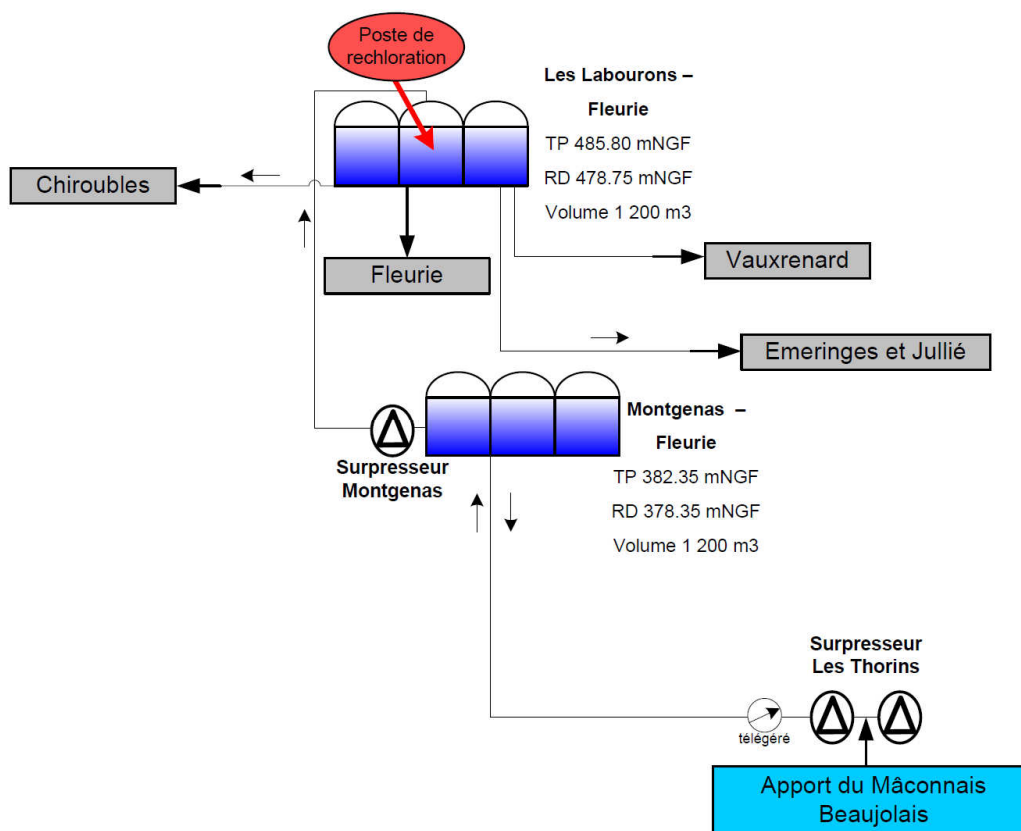 Poste de
rechloration
Les Labourons –
Fleurie
TP 485.80 mNGF
RD 478.75 mNGF
Volume 1 200 m3
Chiroubles
Fleurie
Vauxrenard
Emeringes et Jullié
Montgenas –
Fleurie
TP 382.35 mNGF
RD 378.35 mNGF
Volume 1 200 m3
Surpresseur
Montgenas
Surpresseur
Les Thorins
télégéré
Apport du Mâconnais
Beaujolais